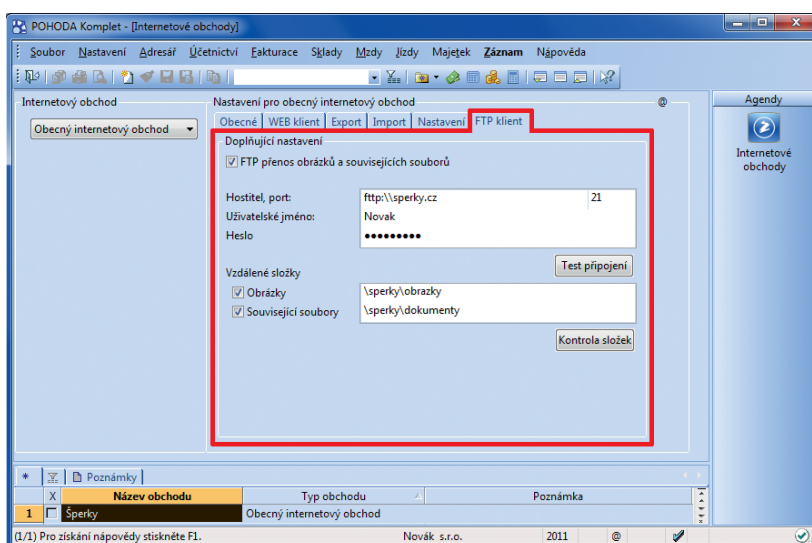 POHODA Komplet - [Internetové obchody]
Soubor Nastavení Adresář Účetnictví Fakturace Sklady Mzdy Jízdy Majetek Záznam Nápověda
Internetový obchod
Obecný internetový obchod
Nastavení pro obecný internetový obchod @
Obecné WEB klient Export Import Nastavení FTP klient
Doplňující nastavení
FTP přenos obrázků a souvisejících souborů
Hostitel, port: fttp:\\sperky.cz 21
Uživatelské jméno: Novak
Heslo ●●●●●●●●●
Test připojení
Vzdálené složky
Obrázky \sperky\obrazky
Související soubory \sperky\dokumenty
Kontrola složek
Agendy
Internetové
obchody
* Poznámky
X Název obchodu Typ obchodu Poznámka
1 Šperky Obecný internetový obchod
(1/1) Pro získání nápovědy stiskněte F1. Novák s.r.o. 2011 @